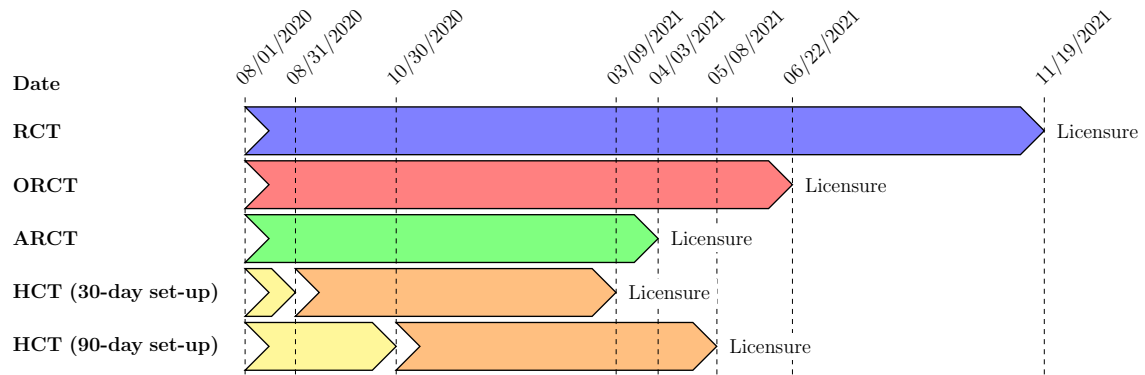 08/01/2020
08/31/2020
10/30/2020
03/09/2021
04/03/2021
05/08/2021
06/22/2021
11/19/2021
Date
RCT
Licensure
ORCT
Licensure
ARCT
Licensure
HCT (30-day set-up)
Licensure
HCT (90-day set-up)
Licensure